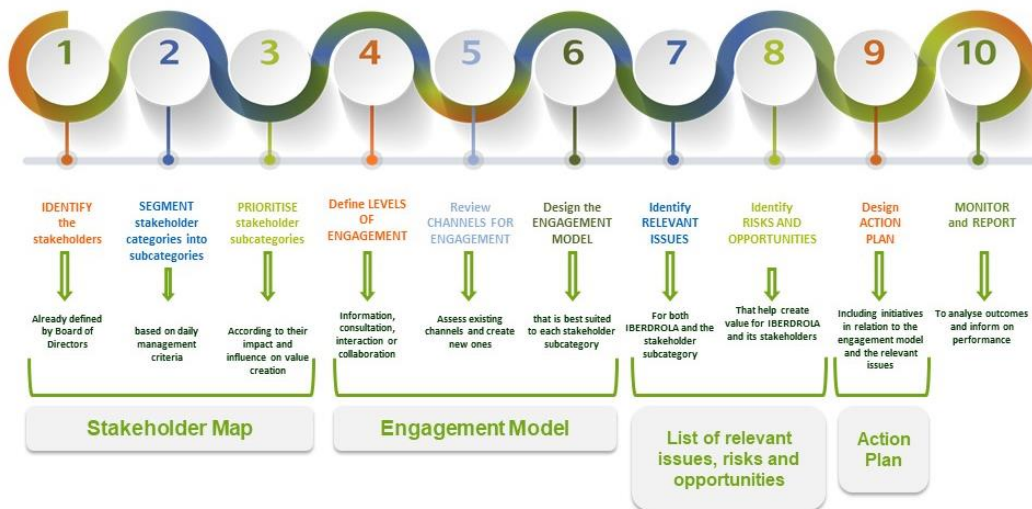 1
2
3
4
5
6
7
8
9
10
IDENTIFY
the
stakeholders
SEGMENT
stakeholder
categories into
subcategories
PRIORITISE
stakeholder
subcategories
Define LEVELS OF
ENGAGEMENT
Review
CHANNELS FOR
ENGAGEMENT
Design the
ENGAGEMENT
MODEL
Identify
RELEVANT
ISSUES
Identify
RISKS AND
OPPORTUNITIES
Design
ACTION
PLAN
MONITOR
and REPORT
Already defined
by Board of
Directors
based on daily
management
criteria
According to their
impact and
influence on value
creation
Information,
consultation,
interaction or
collaboration
Assess existing
channels and create
new ones
that is best suited
to each stakeholder
subcategory
For both
IBERDROLA and the
stakeholder
subcategory
That help create
value for IBERDROLA
and its stakeholders
Including initiatives
in relation to the
engagement model
and the relevant
issues
To analyse outcomes
and inform on
performance
Stakeholder Map
Engagement Model
List of relevant
issues, risks and
opportunities
Action
Plan